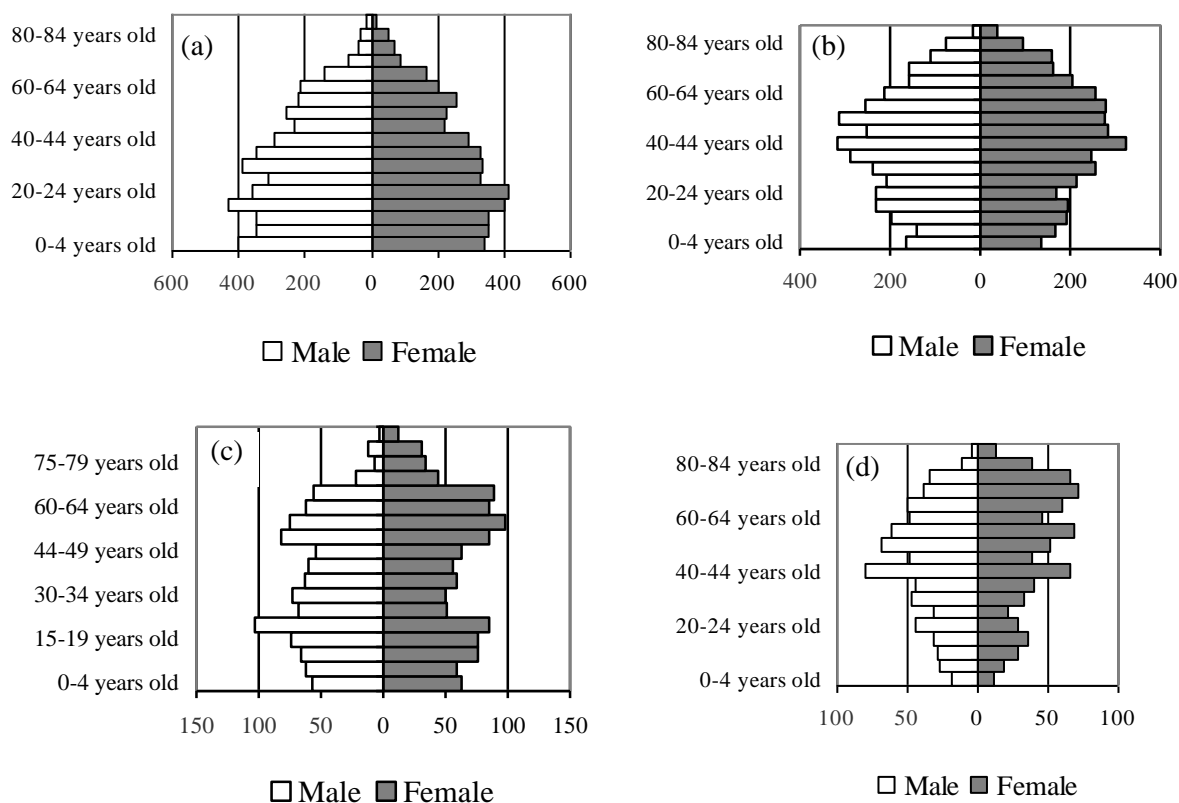 (a)
80-84 years old
60-64 years old
40-44 years old
20-24 years old
0-4 years old
600 400 200 0 200 400 600
Male Female
(b)
80-84 years old
60-64 years old
40-44 years old
20-24 years old
0-4 years old
400 200 0 200 400
Male Female
(c)
75-79 years old
60-64 years old
44-49 years old
30-34 years old
15-19 years old
0-4 years old
150 100 50 0 50 100 150
Male Female
(d)
80-84 years old
60-64 years old
40-44 years old
20-24 years old
0-4 years old
100 50 0 50 100
Male Female